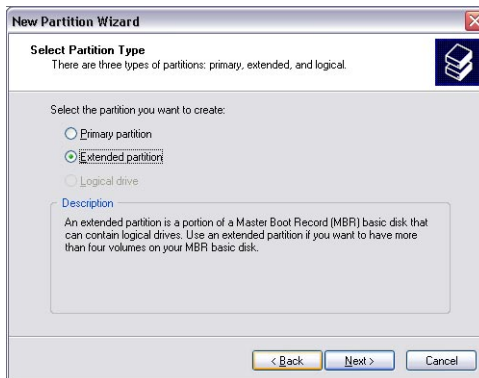 New Partition Wizard
Select Partition Type
There are three types of partitions: primary, extended, and logical.
Select the partition you want to create:
Primary partition
Extended partition
Logical drive
Description
An extended partition is a portion of a Master Boot Record (MBR) basic disk that
can contain logical drives. Use an extended partition if you want to have more
than four volumes on your MBR basic disk.
< Back Next > Cancel